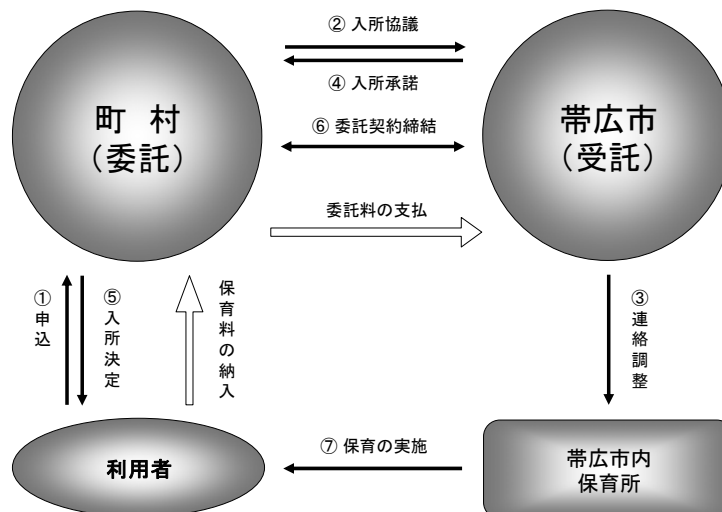 ② 入所協議
④ 入所承諾
町 村
(委託)
帯広市
(受託)
⑥ 委託契約締結
委託料の支払
①申込
⑤入所決定
保育料の納入
③連絡調整
利用者
⑦ 保育の実施
帯広市内
保育所